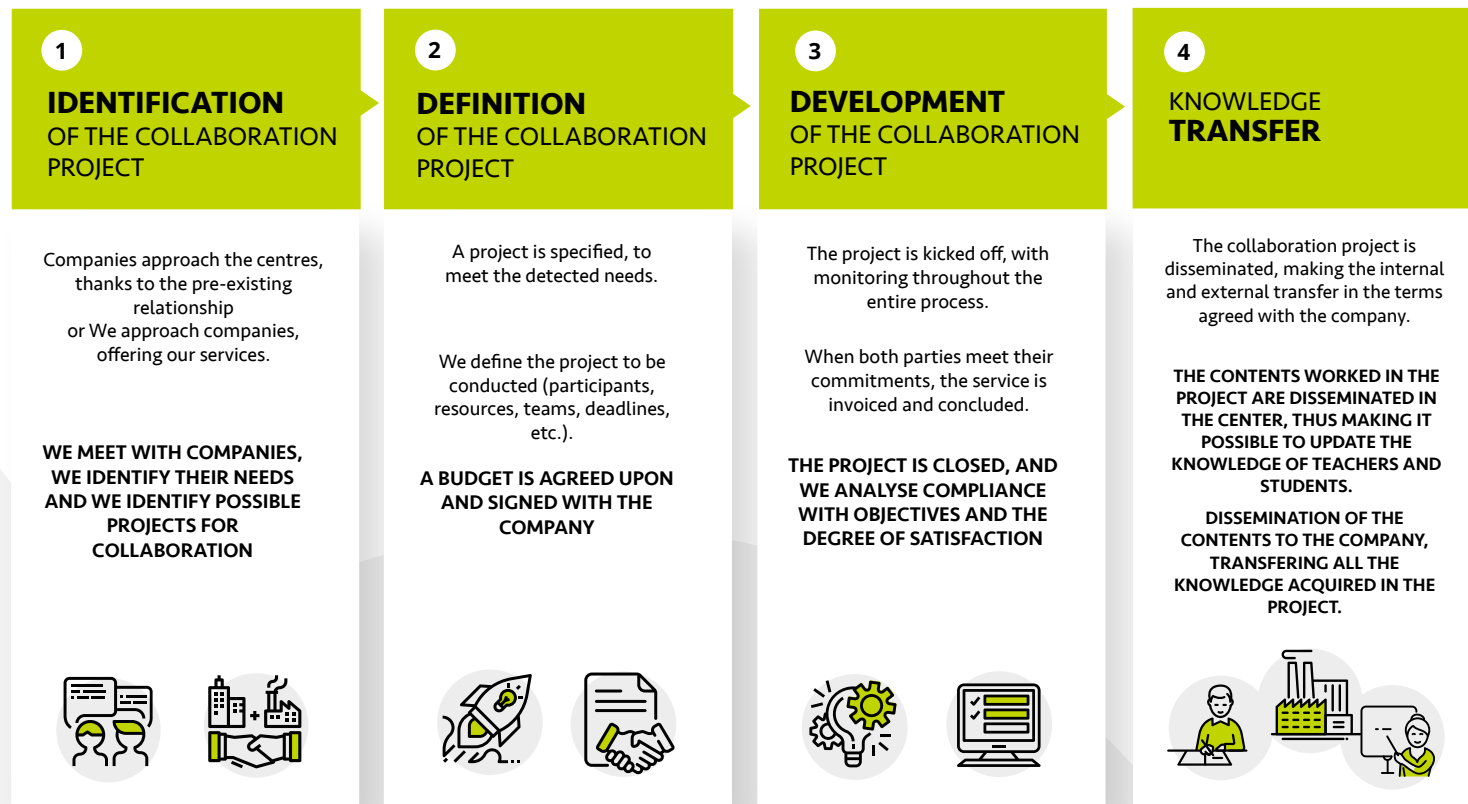 1
IDENTIFICATION
OF THE COLLABORATION
PROJECT
Companies approach the centres,
thanks to the pre-existing
relationship
or We approach companies,
offering our services.
WE MEET WITH COMPANIES,
WE IDENTIFY THEIR NEEDS
AND WE IDENTIFY POSSIBLE
PROJECTS FOR
COLLABORATION
2
DEFINITION
OF THE COLLABORATION
PROJECT
A project is specified, to
meet the detected needs.
We define the project to be
conducted (participants,
resources, teams, deadlines,
etc.).
A BUDGET IS AGREED UPON
AND SIGNED WITH THE
COMPANY
3
DEVELOPMENT
OF THE COLLABORATION
PROJECT
The project is kicked off, with
monitoring throughout the
entire process.
When both parties meet their
commitments, the service is
invoiced and concluded.
THE PROJECT IS CLOSED, AND
WE ANALYSE COMPLIANCE
WITH OBJECTIVES AND THE
DEGREE OF SATISFACTION
4
KNOWLEDGE
TRANSFER
The collaboration project is
disseminated, making the internal
and external transfer in the terms
agreed with the company.
THE CONTENTS WORKED IN THE
PROJECT ARE DISSEMINATED IN
THE CENTER, THUS MAKING IT
POSSIBLE TO UPDATE THE
KNOWLEDGE OF TEACHERS AND
STUDENTS.
DISSEMINATION OF THE
CONTENTS TO THE COMPANY,
TRANSFERING ALL THE
KNOWLEDGE ACQUIRED IN THE
PROJECT.